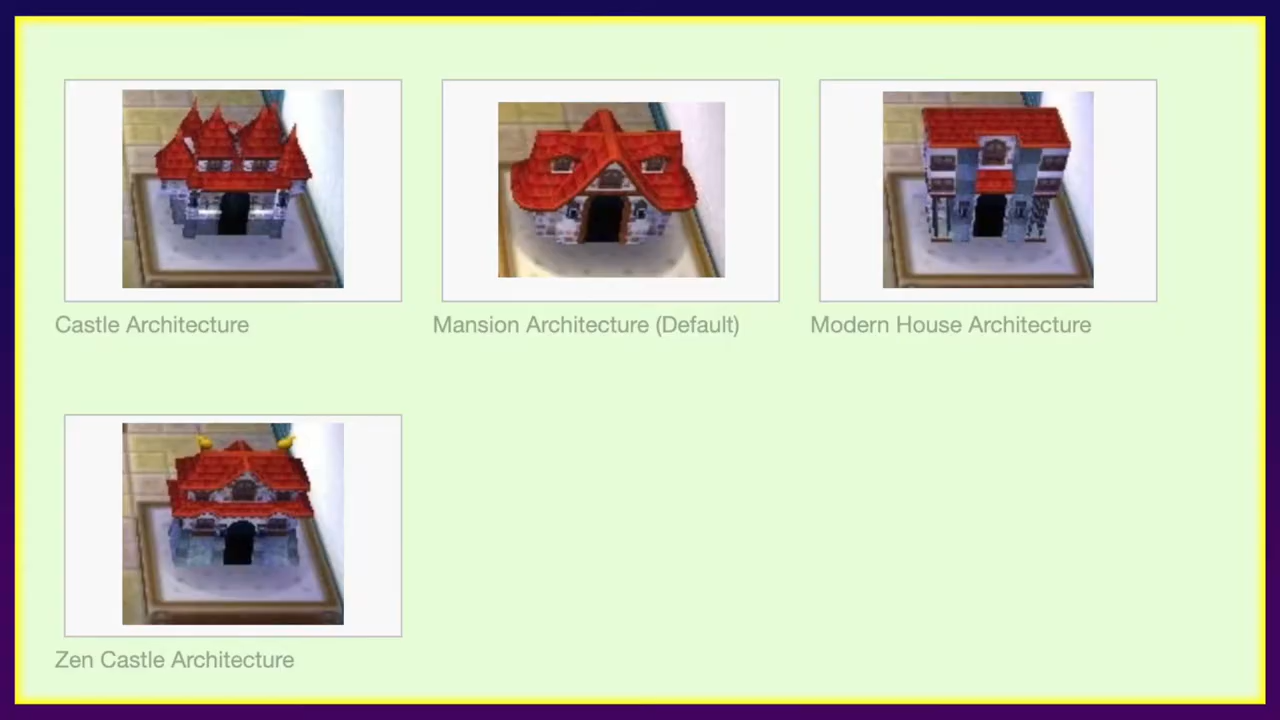 Castle Architecture
Mansion Architecture (Default)
Modern House Architecture
Zen Castle Architecture